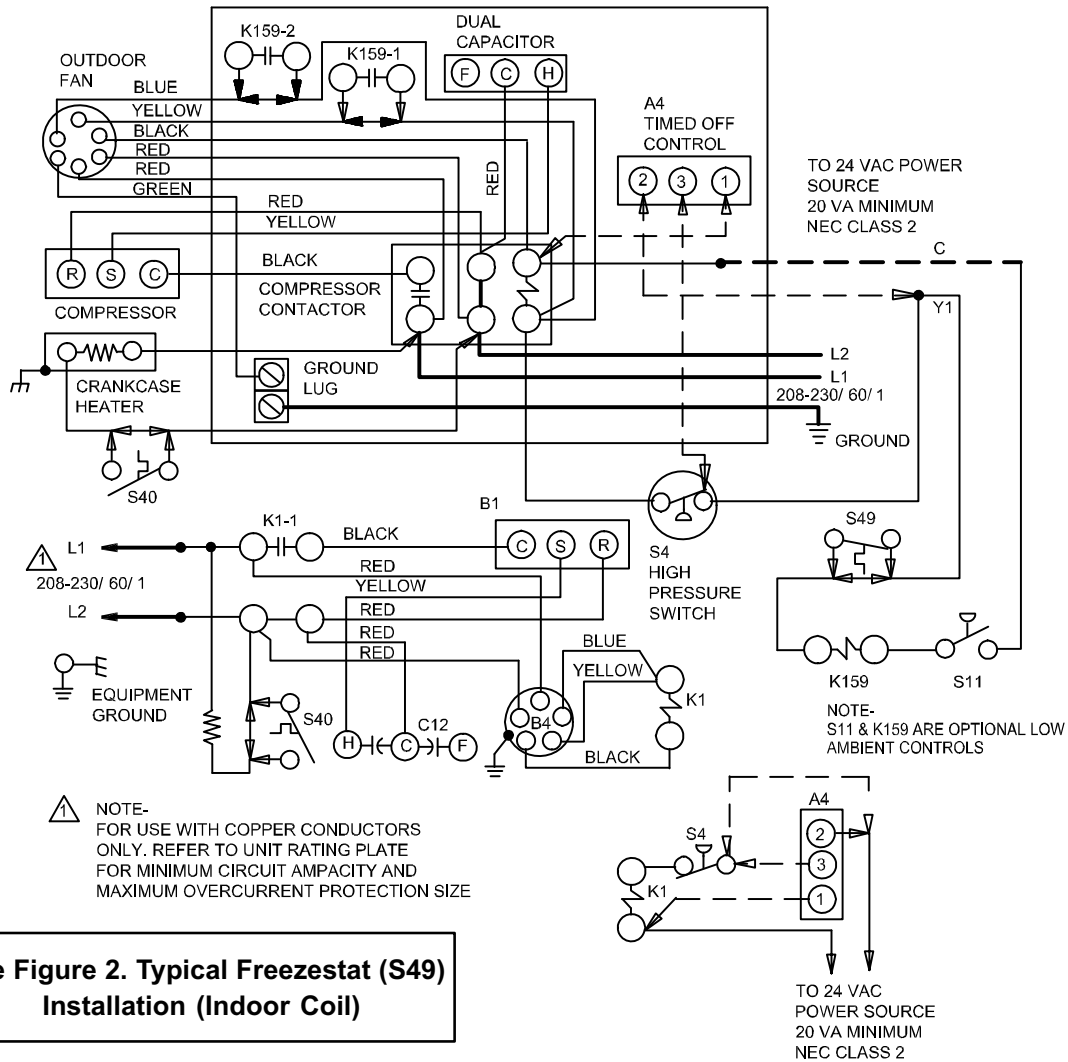 K159-2
K159-1
DUAL
CAPACITOR
F C H
OUTDOOR
FAN
BLUE
YELLOW
BLACK
RED
RED
GREEN
RED
YELLOW
RED
A4
TIMED OFF
CONTROL
2 3 1
TO 24 VAC POWER
SOURCE
20 VA MINIMUM
NEC CLASS 2
C
Y1
R S C
COMPRESSOR
BLACK
COMPRESSOR
CONTACTOR
CRANKCASE
HEATER
GROUND
LUG
L2
L1
208-230/ 60/ 1
GROUND
S40
S4
HIGH
PRESSURE
SWITCH
S49
K159
S11
NOTE-
S11 & K159 ARE OPTIONAL LOW
AMBIENT CONTROLS
1
L1
208-230/ 60/ 1
L2
K1-1
BLACK
B1
C S R
RED
YELLOW
RED
RED
RED
BLUE
YELLOW
K1
B4
BLACK
EQUIPMENT
GROUND
S40
C12
H C F
1
NOTE-
FOR USE WITH COPPER CONDUCTORS
ONLY. REFER TO UNIT RATING PLATE
FOR MINIMUM CIRCUIT AMPACITY AND
MAXIMUM OVERCURRENT PROTECTION SIZE
A4
2
3
1
S4
K1
TO 24 VAC
POWER SOURCE
20 VA MINIMUM
NEC CLASS 2
e Figure 2. Typical Freezestat (S49)
Installation (Indoor Coil)